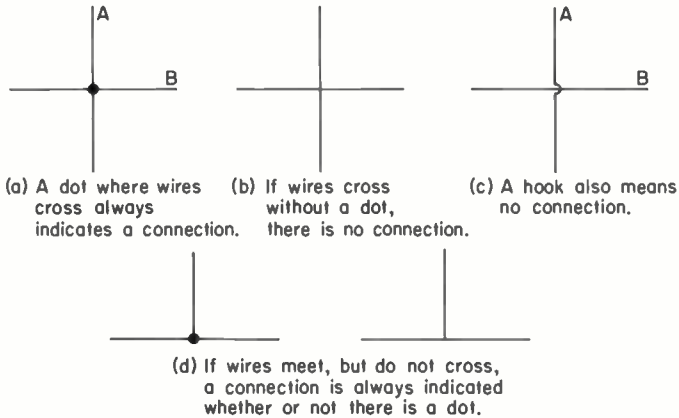 A
B
A
B
(a) A dot where wires
cross always
indicates a connection.
(b) If wires cross
without a dot,
there is no connection.
(c) A hook also means
no connection.
(d) If wires meet, but do not cross,
a connection is always indicated
whether or not there is a dot.